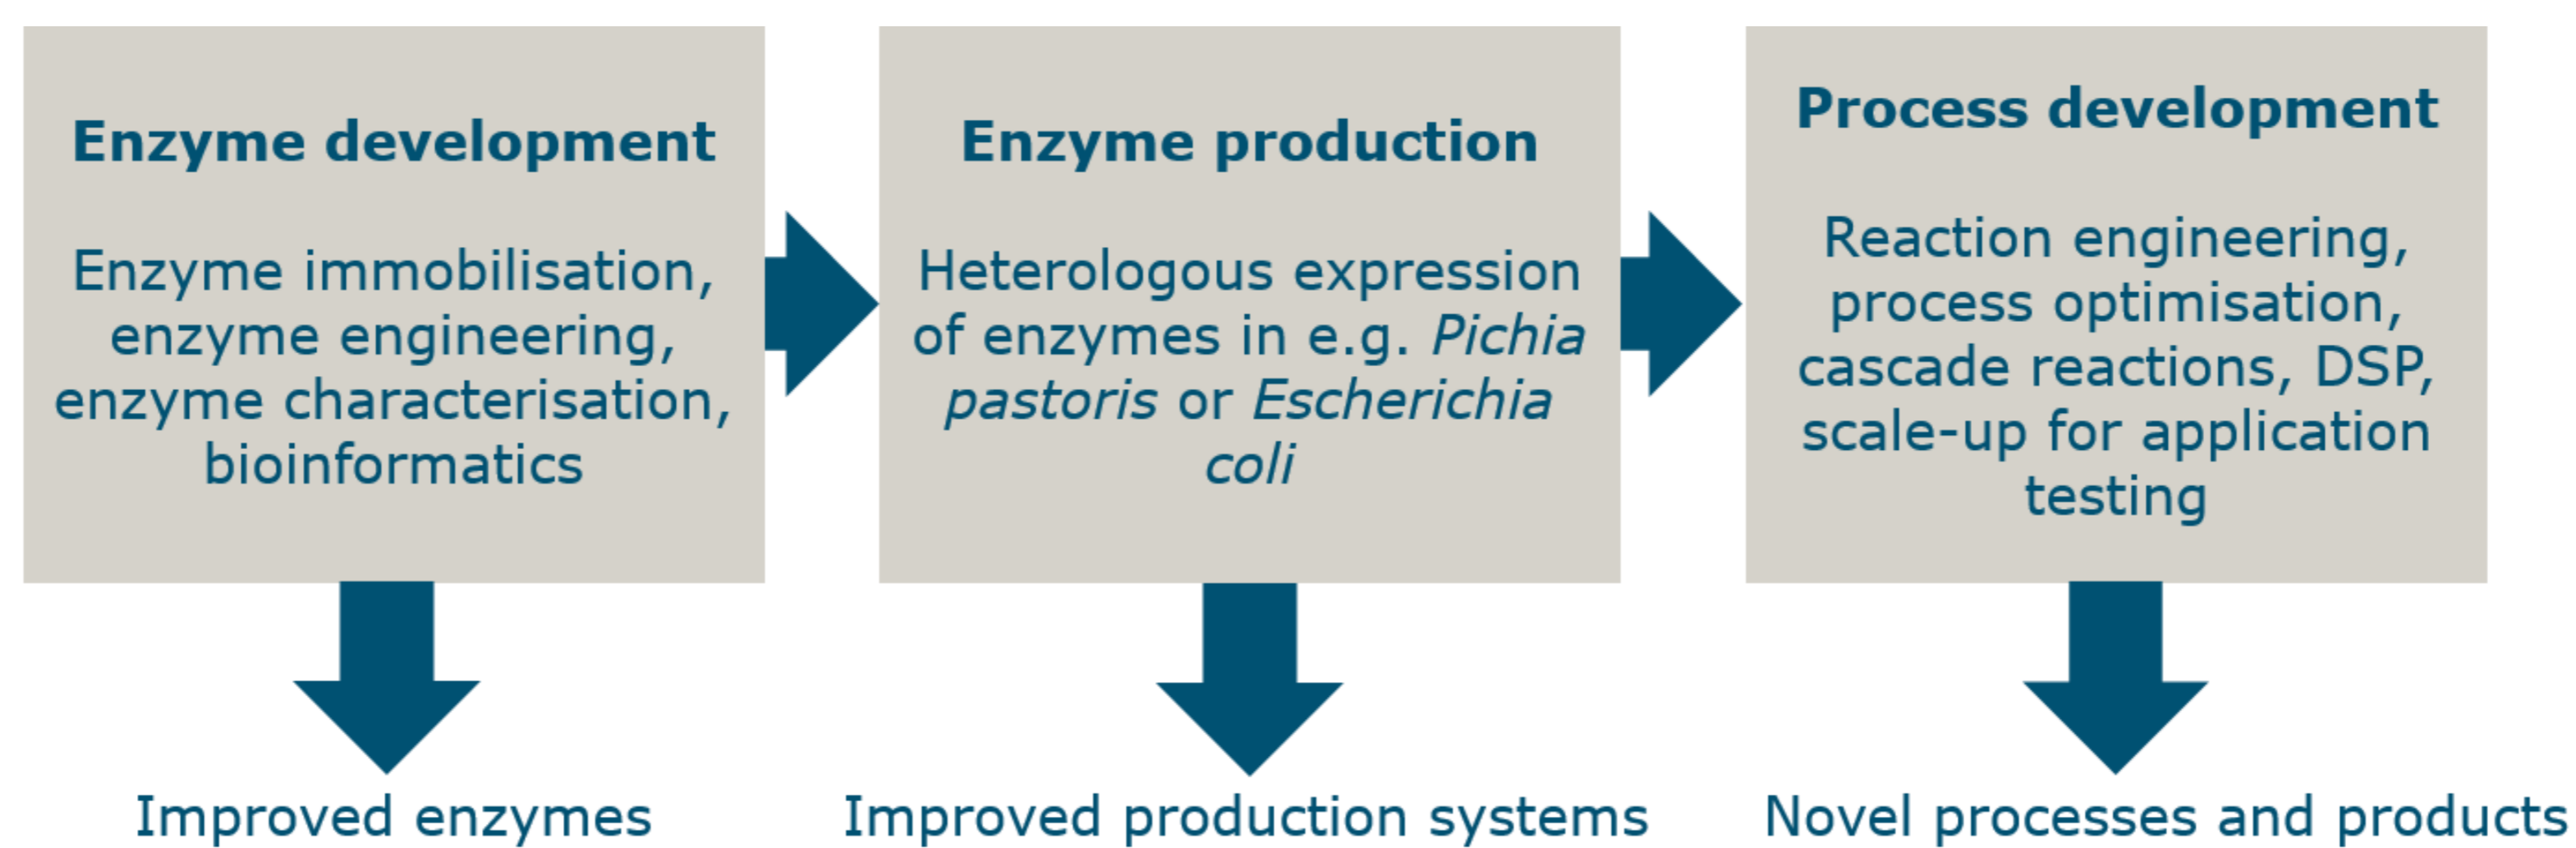 Enzyme development
Enzyme immobilisation,
enzyme engineering,
enzyme characterisation,
bioinformatics
Enzyme production
Heterologous expression
of enzymes in e.g. Pichia
pastoris or Escherichia
coli
Process development
Reaction engineering,
process optimisation,
cascade reactions, DSP,
scale-up for application
testing
Improved enzymes
Improved production systems
Novel processes and products